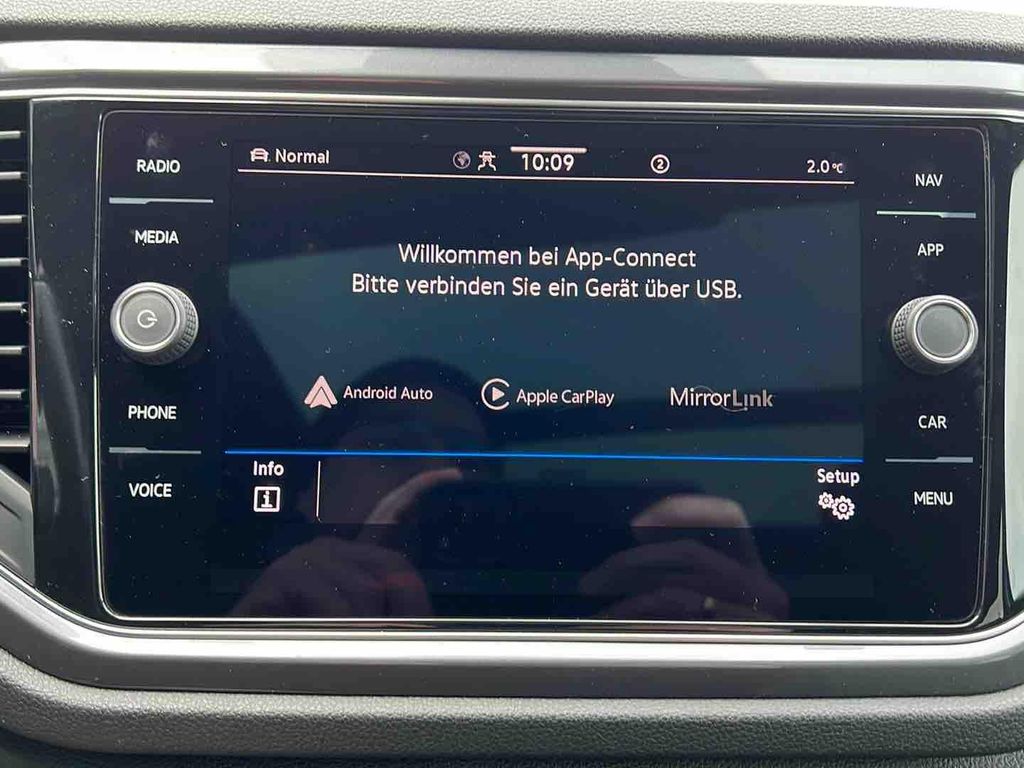 RADIO
MEDIA
PHONE
VOICE
Normal
10:09
2
2.0°C
Willkommen bei App-Connect
Bitte verbinden Sie ein Gerät über USB.
Android Auto
Apple CarPlay
MirrorLink
Info
i
Setup
NAV
APP
CAR
MENU